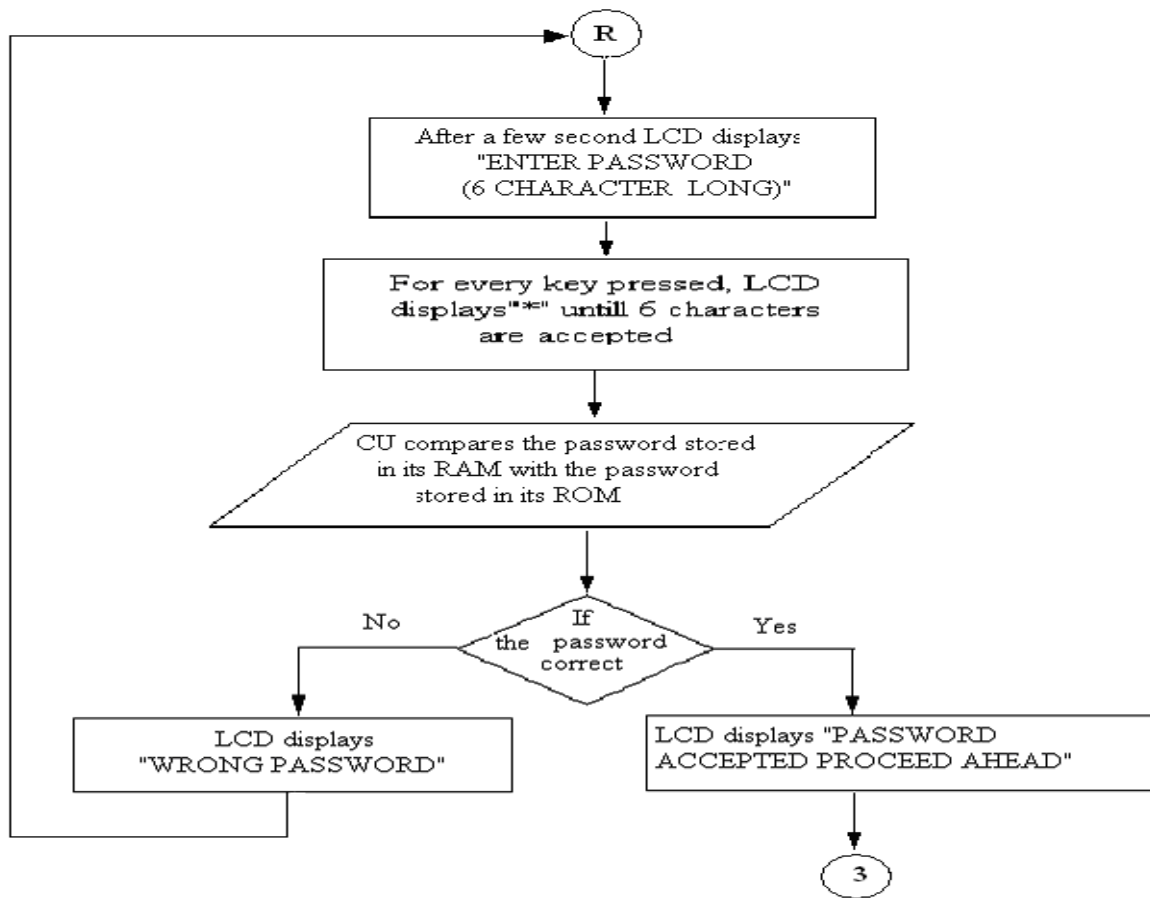 R
After a few second LCD displays
"ENTER PASSWORD
(6 CHARACTER LONG)"
For every key pressed, LCD
displays"*" untill 6 characters
are accepted
CU compares the password stored
in its RAM with the password
stored in its ROM
If
the password
correct
No
Yes
LCD displays
"WRONG PASSWORD"
LCD displays "PASSWORD
ACCEPTED PROCEED AHEAD"
3